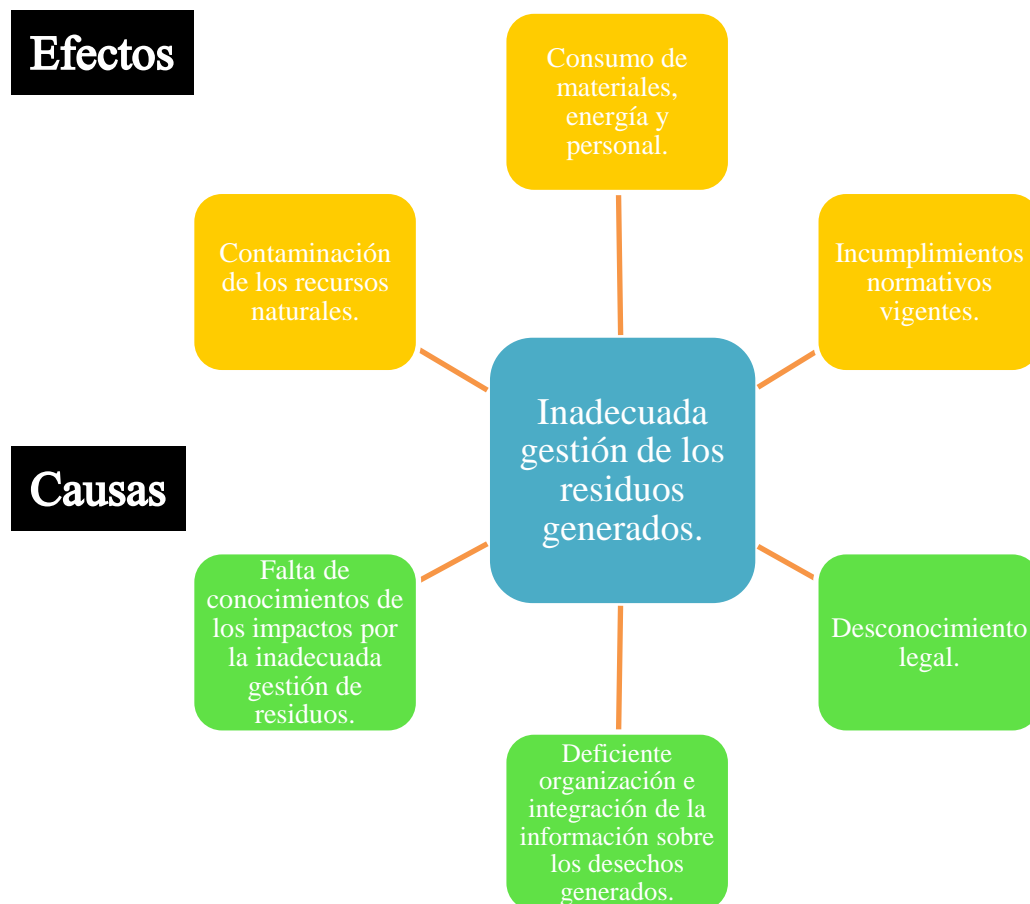 Efectos
Consumo de
materiales,
energía y
personal.
Contaminación
de los recursos
naturales.
Incumplimientos
normativos
vigentes.
Inadecuada
gestión de los
residuos
generados.
Causas
Falta de
conocimientos de
los impactos por
la inadecuada
gestión de
residuos.
Desconocimiento
legal.
Deficiente
organización e
integración de la
información sobre
los desechos
generados.